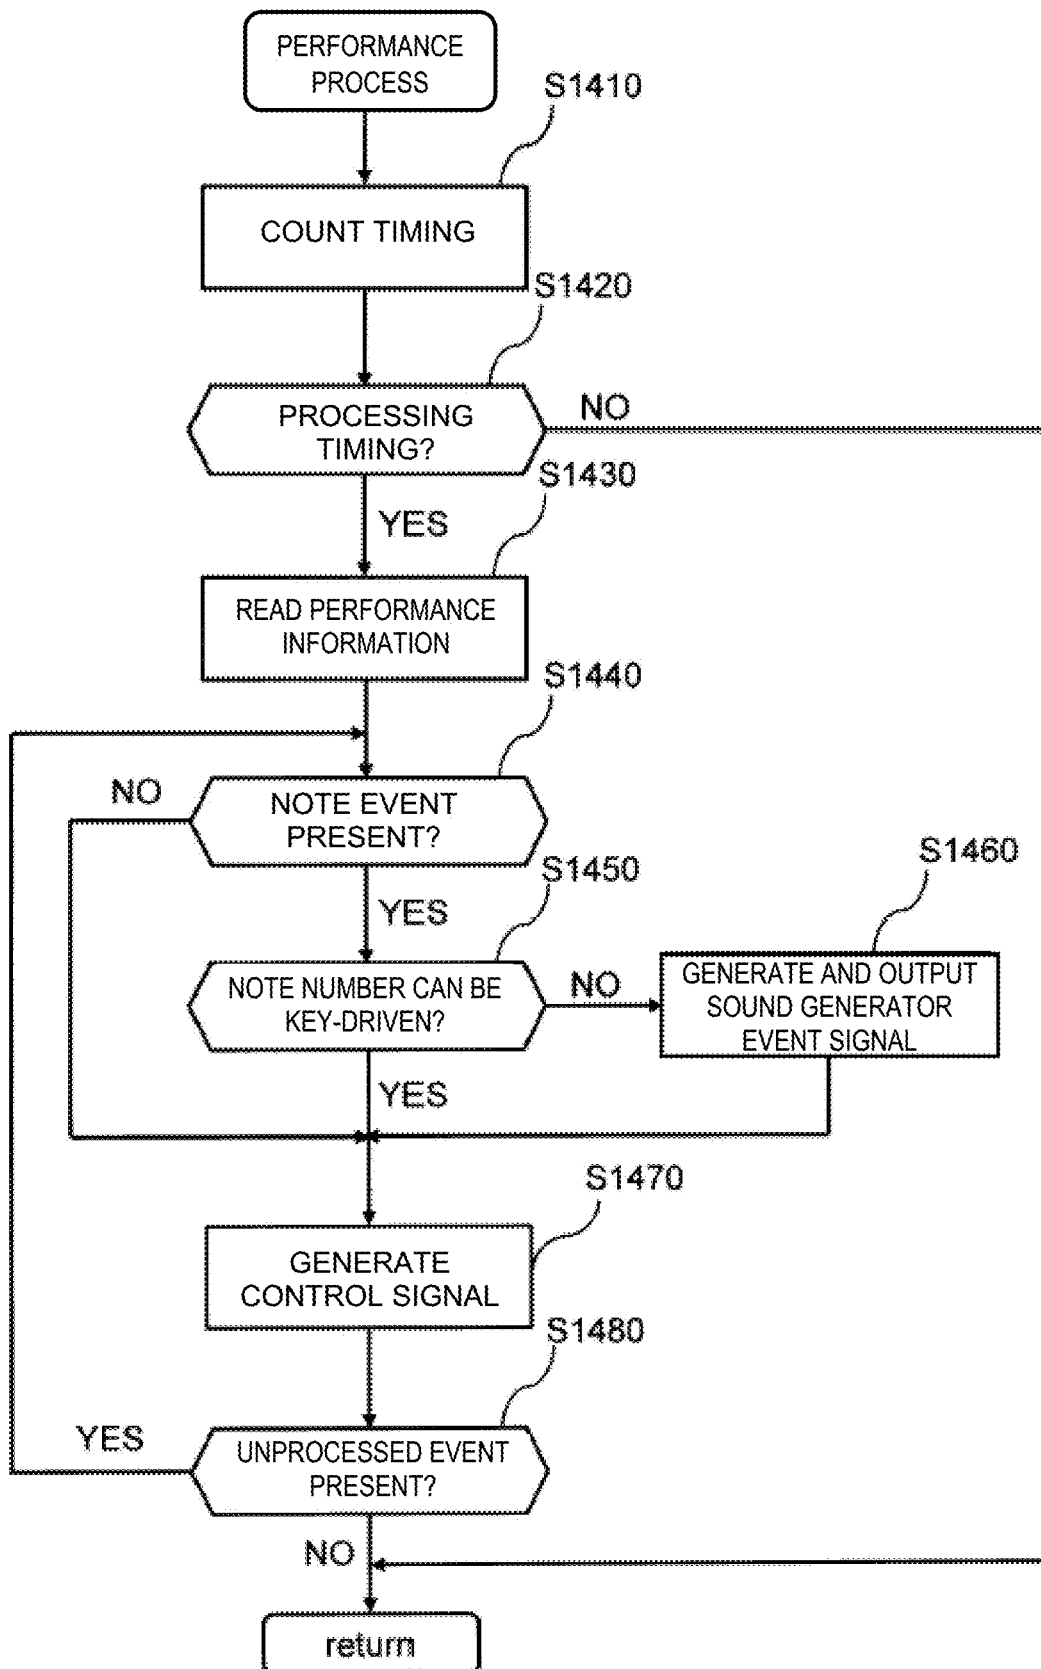 PERFORMANCE
PROCESS
S1410
COUNT TIMING
S1420
PROCESSING
TIMING?
NO
S1430
YES
READ PERFORMANCE
INFORMATION
S1440
NO
NOTE EVENT
PRESENT?
S1450
YES
S1460
NOTE NUMBER CAN BE
KEY-DRIVEN?
NO
GENERATE AND OUTPUT
SOUND GENERATOR
EVENT SIGNAL
YES
S1470
GENERATE
CONTROL SIGNAL
S1480
YES
UNPROCESSED EVENT
PRESENT?
NO
return